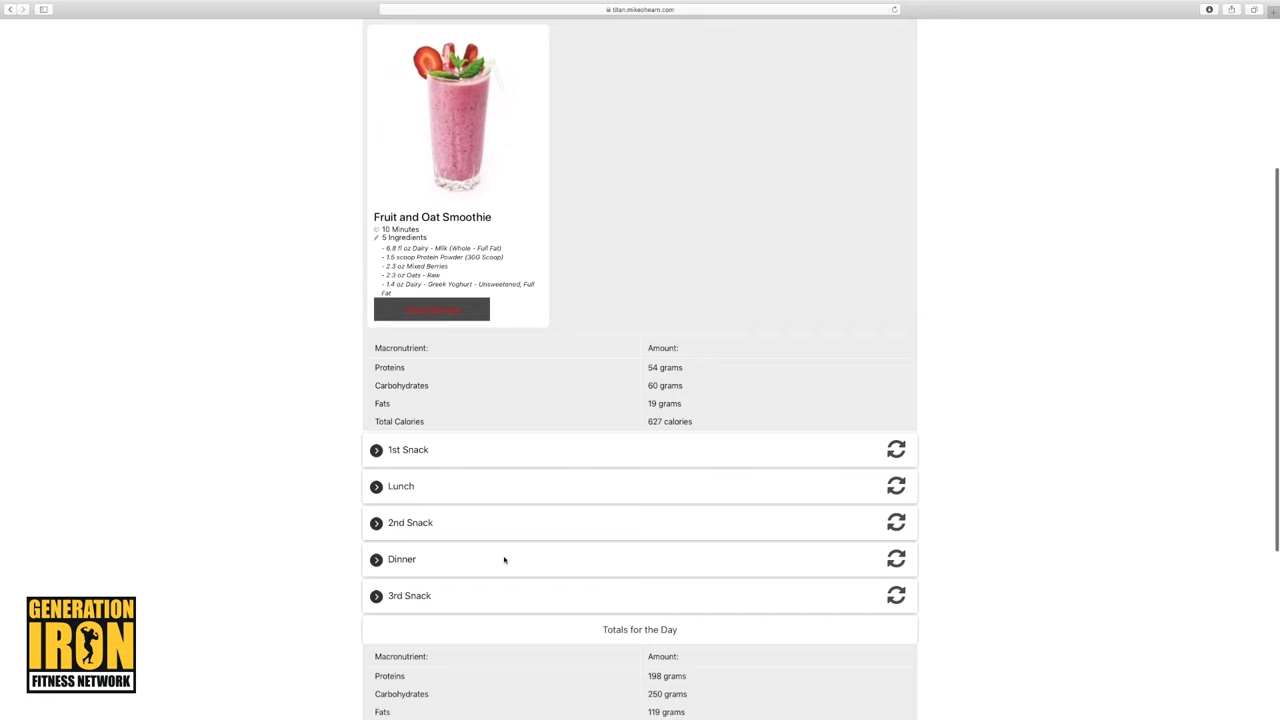 titan.mikeohearn.com
Fruit and Oat Smoothie
10 Minutes
5 Ingredients
- 6.8 fl oz Dairy - Milk (Whole - Full Fat)
- 1.5 scoop Protein Powder (30G Scoop)
- 2.3 oz Mixed Berries
- 2.3 oz Oats - Raw
- 1.4 oz Dairy - Greek Yoghurt - Unsweetened, Full
Fat
Macronutrient: Amount:
Proteins 54 grams
Carbohydrates 60 grams
Fats 19 grams
Total Calories 627 calories
1st Snack
Lunch
2nd Snack
Dinner
3rd Snack
Totals for the Day
Macronutrient: Amount:
Proteins 198 grams
Carbohydrates 250 grams
Fats 119 grams
GENERATION
IRON
FITNESS NETWORK